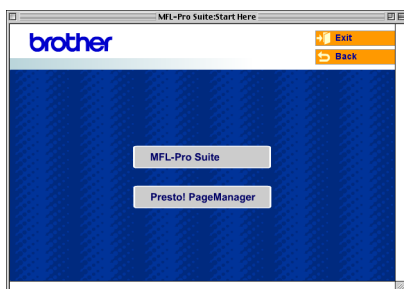 MFL-Pro Suite:Start Here
brother
Exit
Back
MFL-Pro Suite
Presto! PageManager